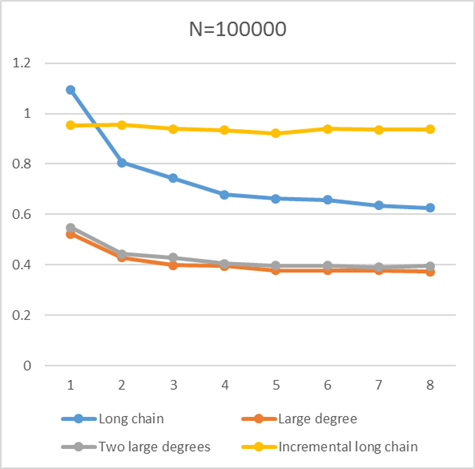 N=100000
1.2
1
0.8
0.6
0.4
0.2
0
1 2 3 4 5 6 7 8
Long chain Large degree
Two large degrees Incremental long chain